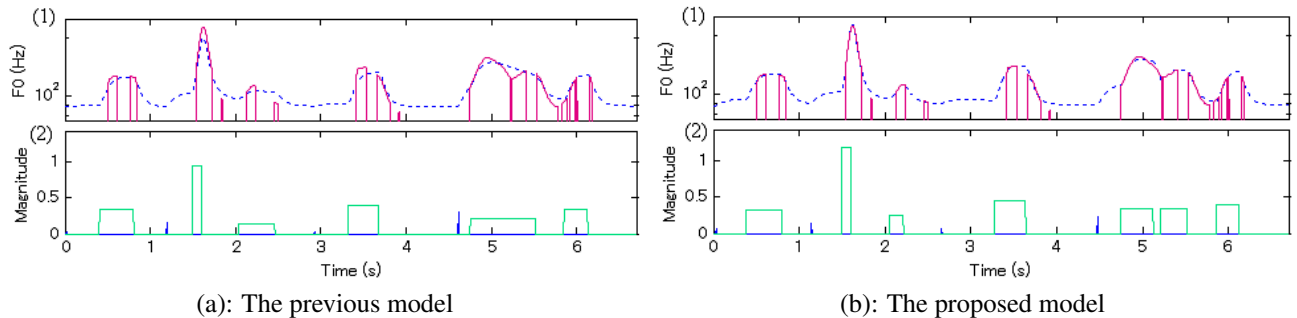 (1)
F0 (Hz)
10²
(2)
Magnitude
1
0.5
0
0 1 2 3 4 5 6
Time (s)
(a): The previous model
(1)
F0 (Hz)
10²
(2)
Magnitude
1
0.5
0
0 1 2 3 4 5 6
Time (s)
(b): The proposed model